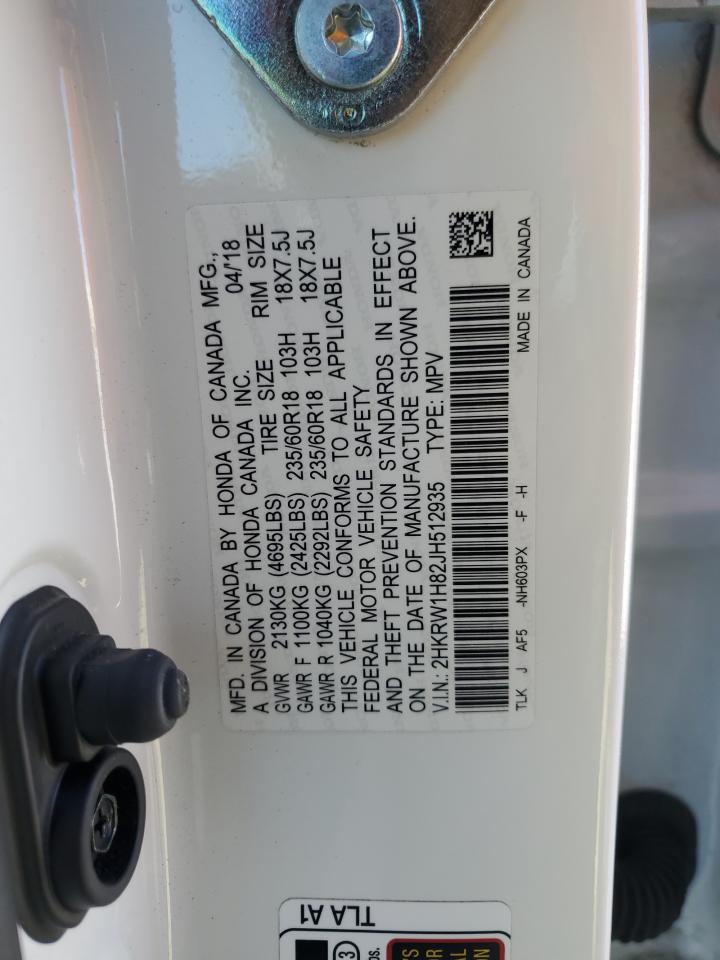 MFD. IN CANADA BY HONDA OF CANADA MFG.,
A DIVISION OF HONDA CANADA INC. 04/18
GVWR 2130KG (4695LBS) TIRE SIZE RIM SIZE
GAWR F 1100KG (2425LBS) 235/60R18 103H 18X7.5J
GAWR R 1040KG (2292LBS) 235/60R18 103H 18X7.5J
THIS VEHICLE CONFORMS TO ALL APPLICABLE
FEDERAL MOTOR VEHICLE SAFETY
AND THEFT PREVENTION STANDARDS IN EFFECT
ON THE DATE OF MANUFACTURE SHOWN ABOVE.
V.I.N.: 2HKRW1H82JH512935 TYPE: MPV
TLK J AF5 -NH603PX -F -H MADE IN CANADA
TLA A1
3